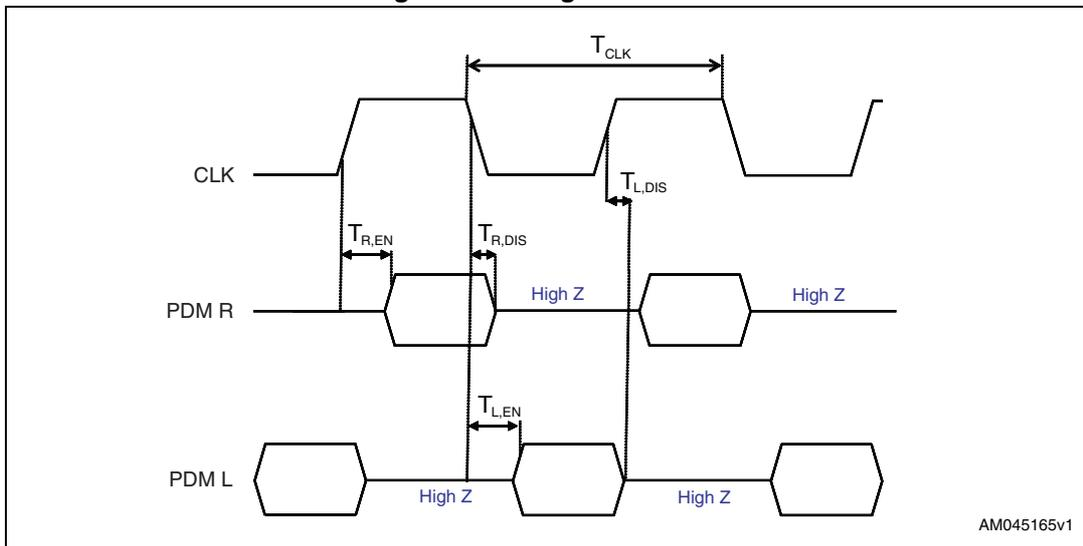 T_CLK
CLK
T_L,DIS
T_R,EN
T_R,DIS
PDM R
High Z
High Z
T_L,EN
PDM L
High Z
High Z
AM045165v1